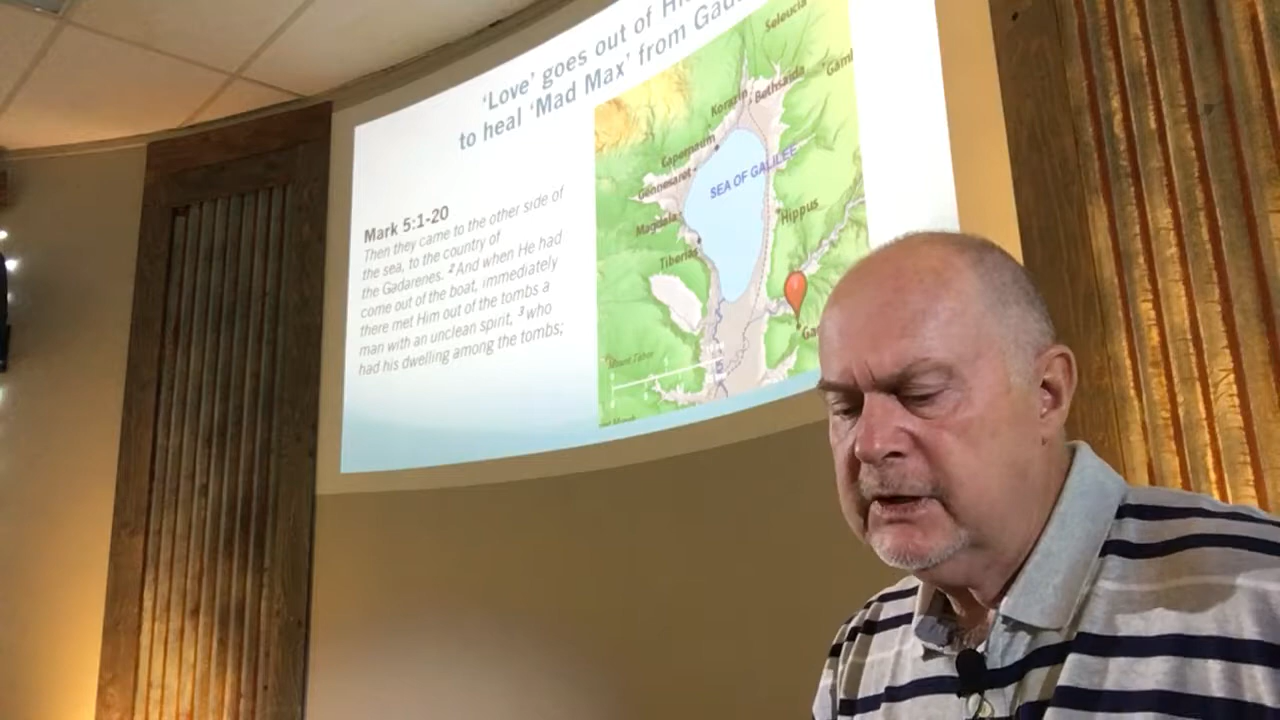 'Love' goes out of
to heal 'Mad Max' from
Mark 5:1-20
Then they came to the other side of
the sea, to the country of
the Gadarenes. 2 And when He had
come out of the boat, immediately
there met Him out of the tombs a
man with an unclean spirit, 3 who
had his dwelling among the tombs;
Seleucia
Korazin
Bethsaida
Capernaum
Gennesaret
SEA OF GALILEE
Magdala
Hippus
Tiberias
Mount Tabor